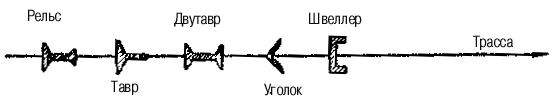 Рельс
Двутавр
Швеллер
Трасса
Тавр
Уголок